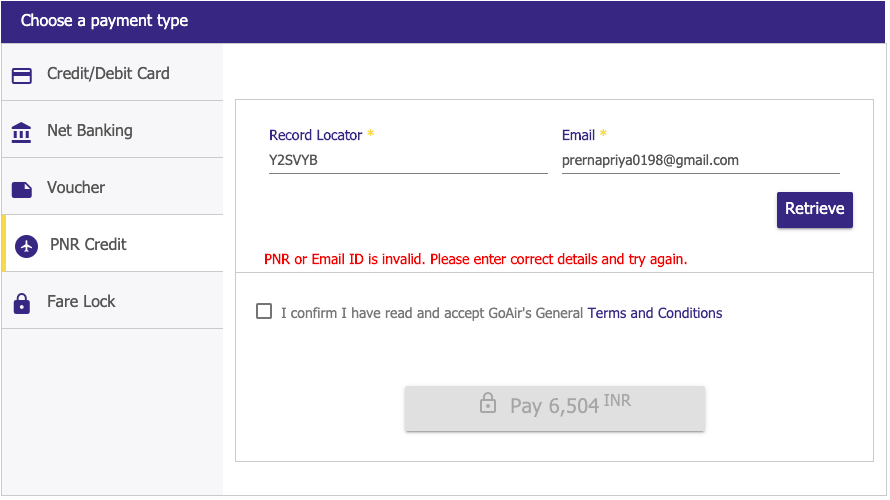 Choose a payment type
Credit/Debit Card
Net Banking
Voucher
PNR Credit
Fare Lock
Record Locator *
Y2SVYB
Email *
prernapriya0198@gmail.com
Retrieve
PNR or Email ID is invalid. Please enter correct details and try again.
I confirm I have read and accept GoAir's General Terms and Conditions
Pay 6,504 INR